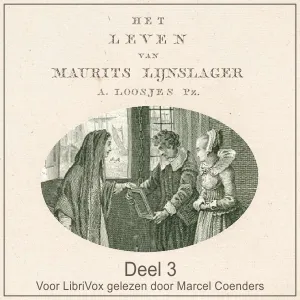 HET
LEVEN
VAN
MAURITS LIJNSLAGER
A. LOOSJES Pz.
Deel 3
Voor LibriVox gelezen door Marcel Coenders